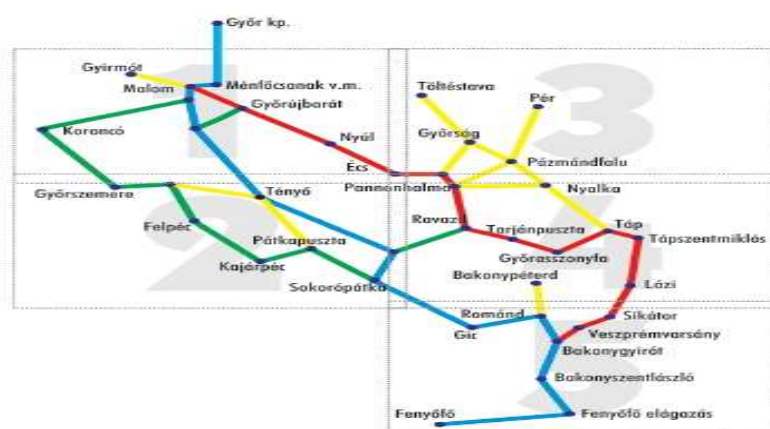 Győr kp.
Gyirmót
Malom
Ménfőcsanak v.m.
Győrújbarát
Koroncó
1
Nyúl
Écs
Töltéstava
Pér
3
Győrság
Pázmándfalu
Pannonhalma
Nyalka
Győrszemere
Tényő
Felpéc
2
Pátkapuszta
Kajárpéc
Sokorópátka
Ravazd
Tarjánpuszta
Táp
Tápszentmiklós
Győrasszonyfa
4
Bakonypéterd
Lázi
Románd
Sikátor
Gic
Veszprémvarsány
Bakonygyirót
5
Bakonyszentlászló
Fenyőfő
Fenyőfő elágazás